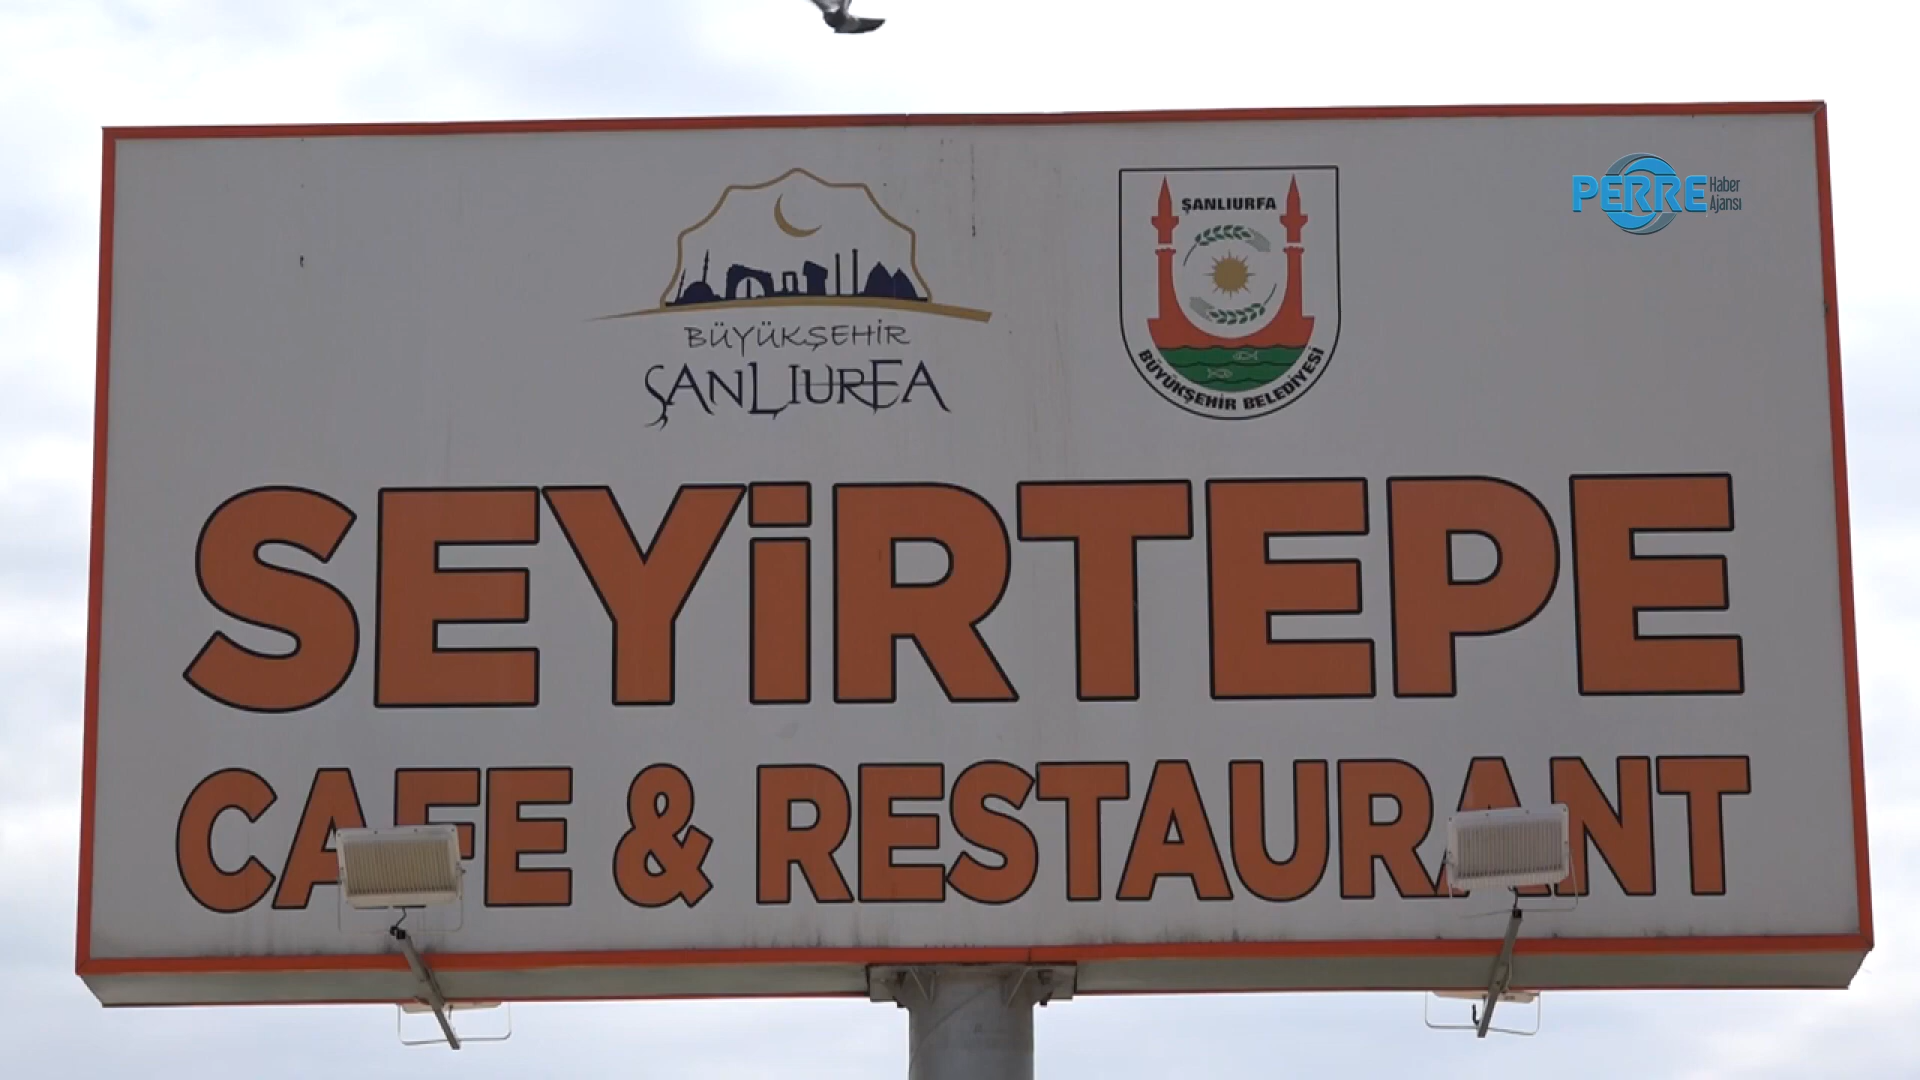 PERRE Haber Ajansı
BÜYÜKŞEHİR
ŞANLIURFA
ŞANLIURFA
BÜYÜKŞEHİR BELEDİYESİ
SEYİRTEPE
CAFE & RESTAURANT